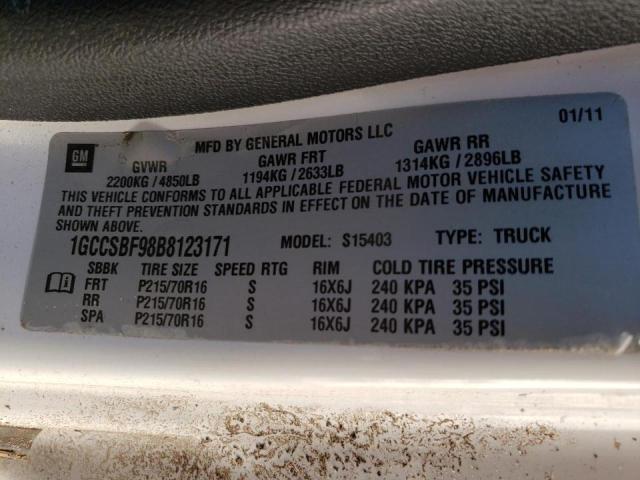 01/11
MFD BY GENERAL MOTORS LLC
GM
GVWR GAWR FRT GAWR RR
2200KG / 4850LB 1194KG / 2633LB 1314KG / 2896LB
THIS VEHICLE CONFORMS TO ALL APPLICABLE FEDERAL MOTOR VEHICLE SAFETY
AND THEFT PREVENTION STANDARDS IN EFFECT ON THE DATE OF MANUFACTURE
SHOWN ABOVE.
1GCCSBF98B8123171 MODEL: S15403 TYPE: TRUCK
SBBK TIRE SIZE SPEED RTG RIM COLD TIRE PRESSURE
FRT P215/70R16 S 16X6J 240 KPA 35 PSI
RR P215/70R16 S 16X6J 240 KPA 35 PSI
SPA P215/70R16 S 16X6J 240 KPA 35 PSI